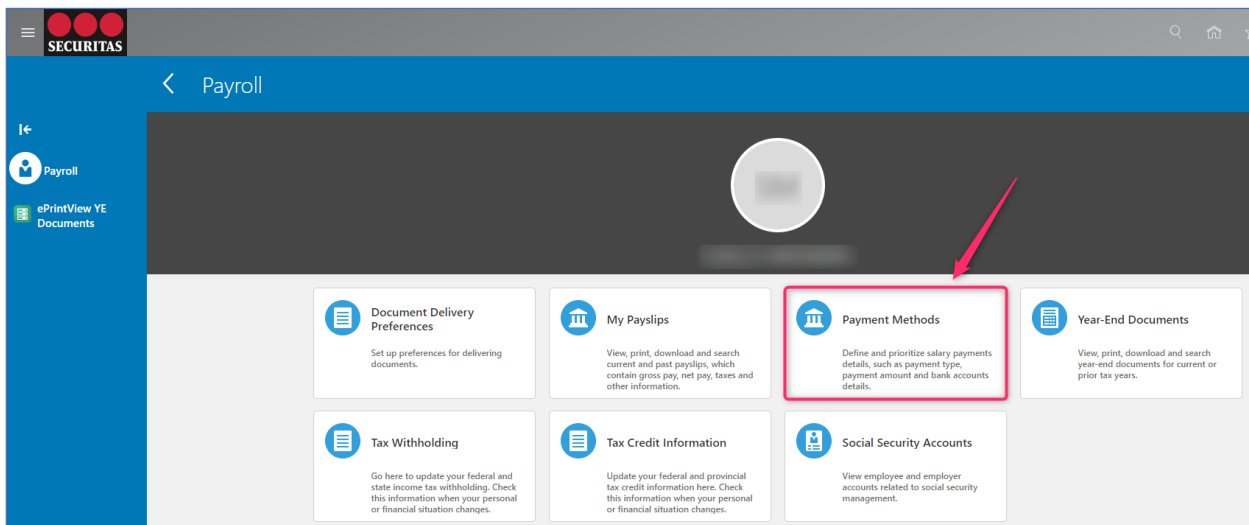 SECURITAS
Payroll
Payroll
ePrintView YE
Documents
Document Delivery
Preferences
Set up preferences for delivering
documents.
My Payslips
View, print, download and search
current and past payslips, which
contain gross pay, net pay, taxes and
other information.
Payment Methods
Define and prioritize salary payments
details, such as payment type,
payment amount and bank accounts
details.
Year-End Documents
View, print, download and search
year-end documents for current or
prior tax years.
Tax Withholding
Go here to update your federal and
state income tax withholding. Check
this information when your personal
or financial situation changes.
Tax Credit Information
Update your federal and provincial
tax credit information here. Check
this information when your personal
or financial situation changes.
Social Security Accounts
View employee and employer
accounts related to social security
management.